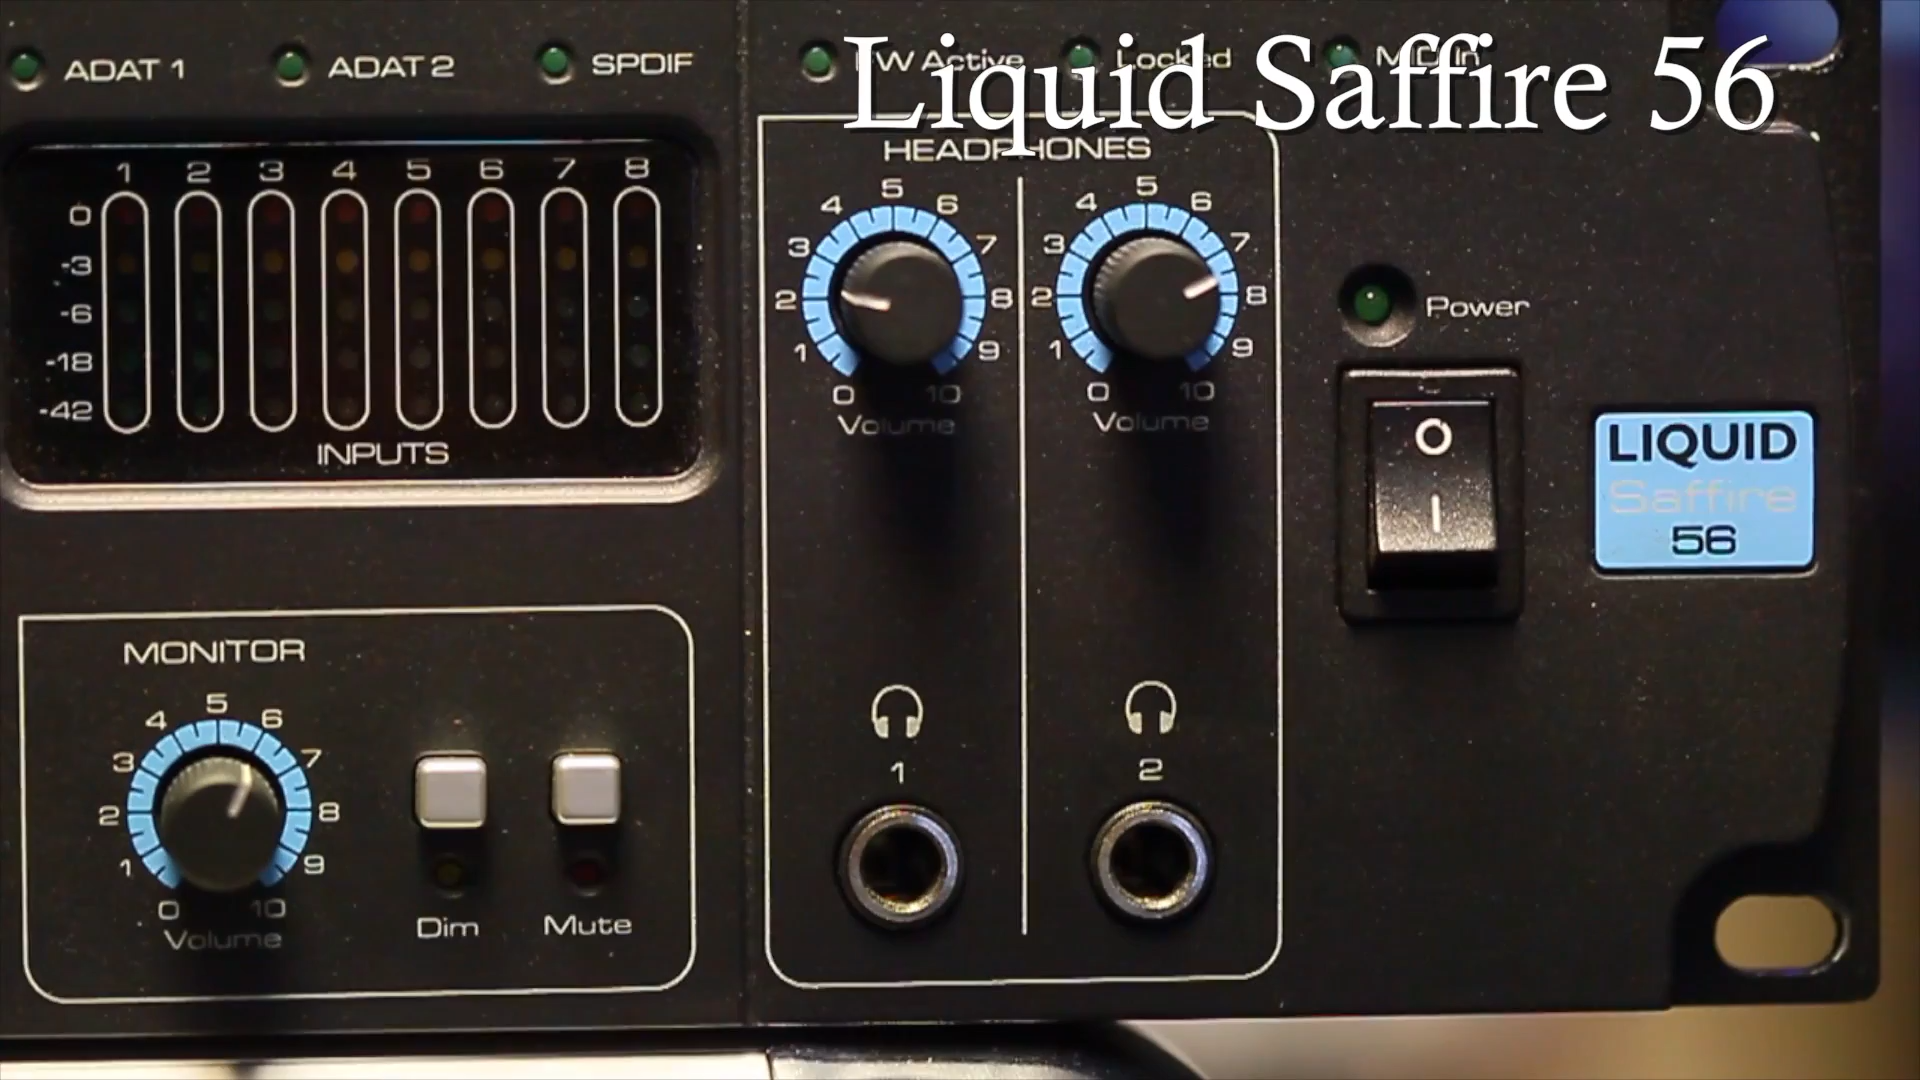 Liquid Saffire 56
ADAT 1
ADAT 2
SPDIF
FW Active
Locked
MIDI In
1 2 3 4 5 6 7 8
0
-3
-6
-18
-42
INPUTS
MONITOR
0 1 2 3 4 5 6 7 8 9 10
Volume
Dim
Mute
HEADPHONES
0 1 2 3 4 5 6 7 8 9 10
Volume
1
0 1 2 3 4 5 6 7 8 9 10
Volume
2
Power
O
I
LIQUID
Saffire
56